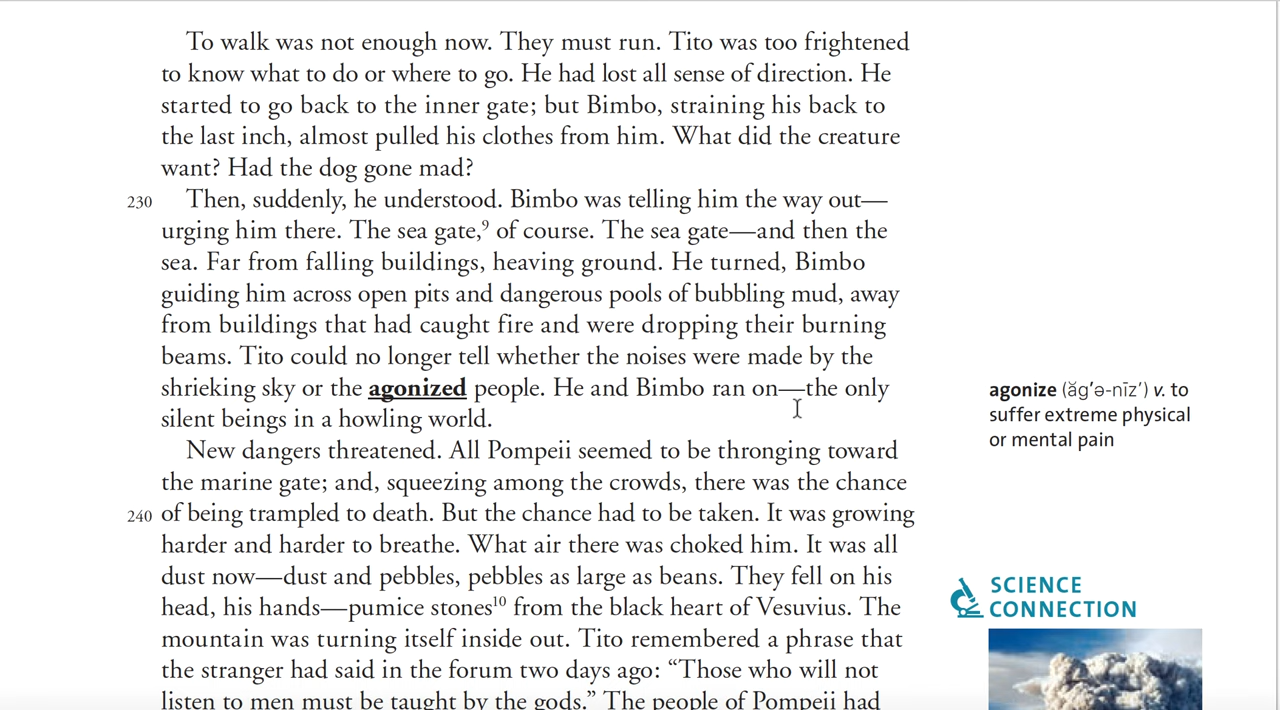 To walk was not enough now. They must run. Tito was too frightened
to know what to do or where to go. He had lost all sense of direction. He
started to go back to the inner gate; but Bimbo, straining his back to
the last inch, almost pulled his clothes from him. What did the creature
want? Had the dog gone mad?
230 Then, suddenly, he understood. Bimbo was telling him the way out—
urging him there. The sea gate,⁹ of course. The sea gate—and then the
sea. Far from falling buildings, heaving ground. He turned, Bimbo
guiding him across open pits and dangerous pools of bubbling mud, away
from buildings that had caught fire and were dropping their burning
beams. Tito could no longer tell whether the noises were made by the
shrieking sky or the agonized people. He and Bimbo ran on—the only
silent beings in a howling world.
New dangers threatened. All Pompeii seemed to be thronging toward
the marine gate; and, squeezing among the crowds, there was the chance
240 of being trampled to death. But the chance had to be taken. It was growing
harder and harder to breathe. What air there was choked him. It was all
dust now—dust and pebbles, pebbles as large as beans. They fell on his
head, his hands—pumice stones¹⁰ from the black heart of Vesuvius. The
mountain was turning itself inside out. Tito remembered a phrase that
the stranger had said in the forum two days ago: “Those who will not
listen to men must be taught by the gods.” The people of Pompeii had
agonize (ăg′ə-nīz′) v. to
suffer extreme physical
or mental pain
SCIENCE
CONNECTION